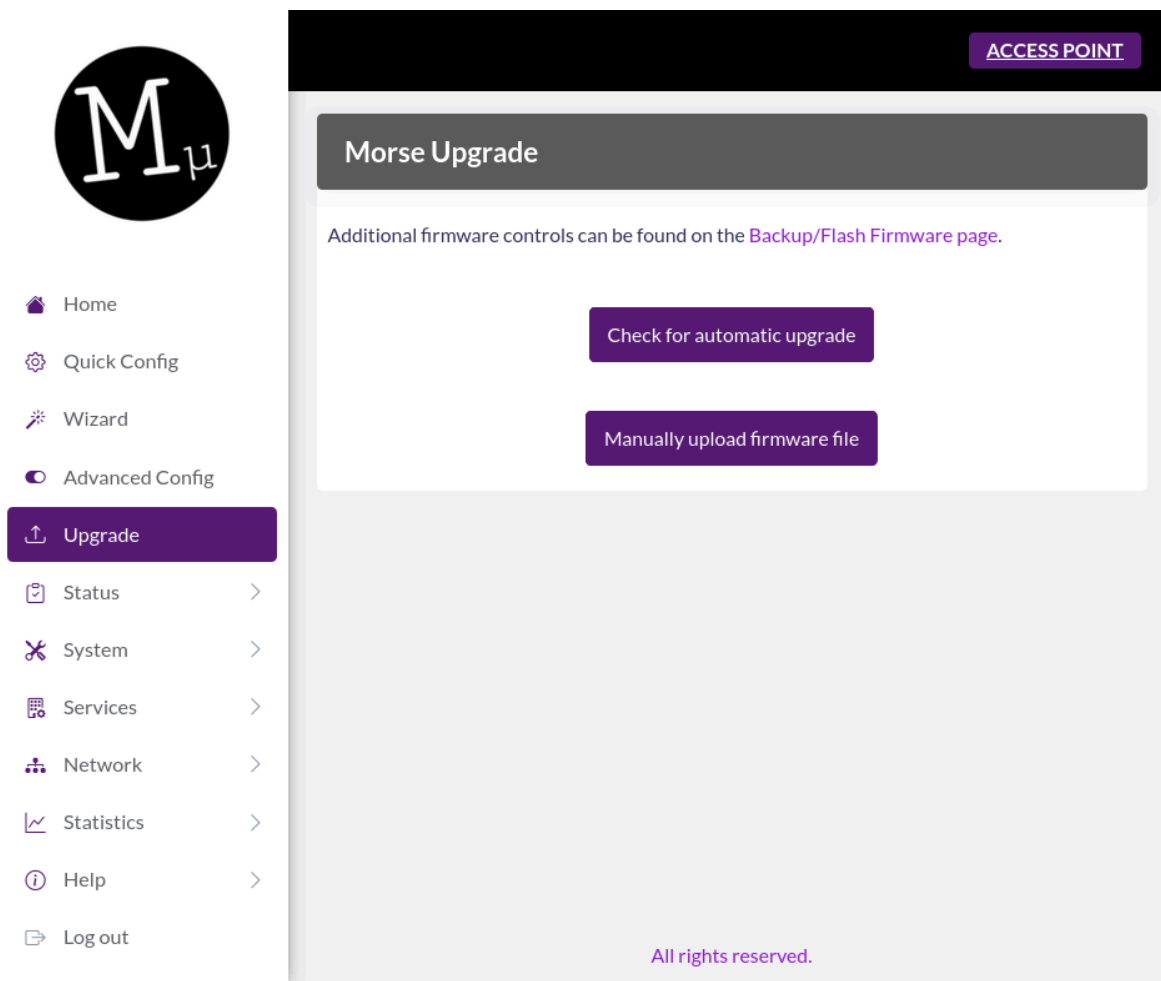 Mμ
ACCESS POINT
Morse Upgrade
Additional firmware controls can be found on the Backup/Flash Firmware page.
Check for automatic upgrade
Manually upload firmware file
Home
Quick Config
Wizard
Advanced Config
Upgrade
Status
System
Services
Network
Statistics
Help
Log out
All rights reserved.